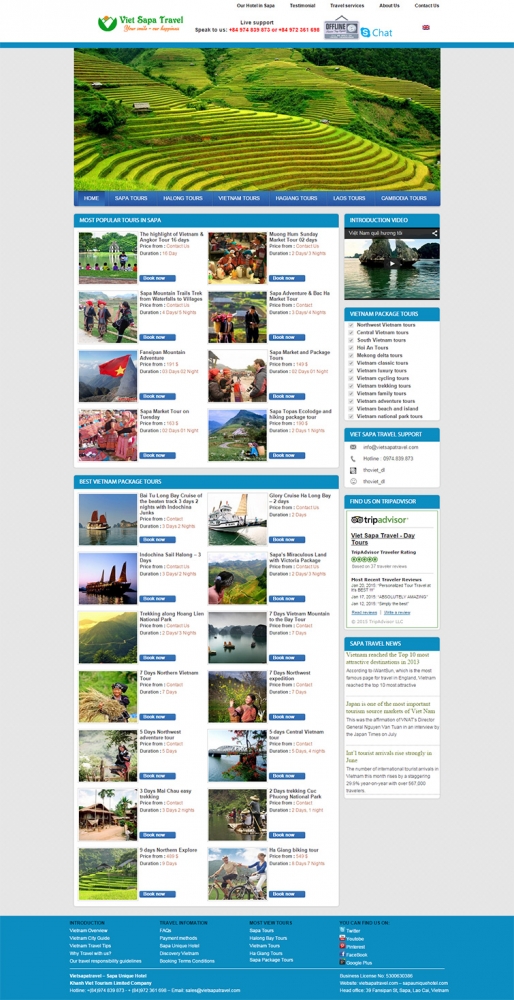 Our Hotel in Sapa Testimonial Travel services About Us Contact Us
Viet Sapa Travel
Your smile - our happiness
Live support
Speak to us: +84 974 839 873 or +84 972 361 698
OFFLINE
Chat
HOME SAPA TOURS HALONG TOURS VIETNAM TOURS HAGIANG TOURS LAOS TOURS CAMBODIA TOURS
MOST POPULAR TOURS IN SAPA
The highlight of Vietnam & Angkor Tour 16 days
Price from : Contact Us
Duration : 16 Day
Book now
Muong Hum Sunday Market Tour 02 days
Price from : Contact Us
Duration : 2 Days/ 3 Nights
Book now
Sapa Mountain Trails Trek from Waterfalls to Villages
Price from : Contact Us
Duration : 4 Days/ 5 Nights
Book now
Sapa Adventure & Bac Ha Market Tour
Price from : Contact
Duration : 3 Days/ 4 Nights
Book now
Fansipan Mountain Adventure
Price from : 191 $
Duration : 03 Days 02 Night
Book now
Sapa Market and Package Tours
Price from : 149 $
Duration : 02 Days 01 Night
Book now
Sapa Market Tour on Tuesday
Price from : 163 $
Duration : 02 Days 01 Night
Book now
Sapa Topas Ecolodge and hiking package tour
Price from : 190 $
Duration : 2 Days 1 Nights
Book now
BEST VIETNAM PACKAGE TOURS
Bai Tu Long Bay Cruise of the beaten track 3 days 2 nights with Indochina Junks
Price from : Contact
Duration : 3 Days 2 Nights
Book now
Glory Cruise Ha Long Bay – 2 days
Price from : Contact
Duration : 2 Days
Book now
Indochina Sail Halong – 3 Days
Price from : Contact
Duration : 3 Days/ 2 Nights
Book now
Sapa's Miraculous Land with Victoria Package
Price from : Contact
Duration : 2 Days/ 3 Nights
Book now
Trekking along Hoang Lien National Park
Price from : Contact
Duration : 2 Days/ 3 Nights
Book now
7 Days Vietnam Mountain to the Bay Tour
Price from : Contact
Duration : 7 Days
Book now
7 Days Northern Vietnam Tour
Price from : Contact
Duration : 7 Days
Book now
7 Days Northwest expedition
Price from : Contact
Duration : 7 Days
Book now
5 Days Northwest adventure tour
Price from : Contact
Duration : 5 Days
Book now
5 days Central Vietnam tour
Price from : Contact
Duration : 5 Days, 4 nights
Book now
3 Days Mai Chau easy trekking
Price from : Contact
Duration : 3 Days 2 nights
Book now
2 Days trekking Cuc Phuong National Park
Price from : Contact
Duration : 2 Days, 1 night
Book now
9 days Northern Explore
Price from : 409 $
Duration : 9 Days
Book now
Ha Giang biking tour
Price from : 549 $
Duration : 8 Days 7 Nights
Book now
INTRODUCTION VIDEO
Việt Nam quê hương tôi
VIETNAM PACKAGE TOURS
Northwest Vietnam tours
Central Vietnam tours
South Vietnam tours
Hoi An Tours
Mekong delta tours
Vietnam classic tours
Vietnam luxury tours
Vietnam cycling tours
Vietnam trekking tours
Vietnam family tours
Vietnam adventure tours
Vietnam beach and island
Vietnam national park tours
VIET SAPA TRAVEL SUPPORT
info@vietsapatravel.com
Hotline : 0974.839.873
thoviet_dl
thoviet_dl
FIND US ON TRIPADVISOR
tripadvisor
Viet Sapa Travel - Day Tours
TripAdvisor Traveler Rating
Based on 37 traveler reviews
Most Recent Traveler Reviews
Jan 20, 2015: "Personalized Tour Travel at it's BEST !!!"
Jan 17, 2015: "ABSOLUTELY AMAZING"
Jan 12, 2015: "Simply the best"
Read reviews | Write a review
© 2015 TripAdvisor LLC
SAPA TRAVEL NEWS
Vietnam reached the Top 10 most attractive destinations in 2013
According to iWantSun, which is the most famous page for travel in England, Vietnam reached the top 10-most attractive
Japan is one of the most important tourism source markets of Viet Nam
This was the affirmation of VNAT's Director General Nguyen Van Tuan in an interview by the Japan Times on July.
Int'l tourist arrivals rise strongly in June
The number of international tourist arrivals in Vietnam this month rises by a staggering 29.9% year-on-year with over 567,000 travelers.
INTRODUCTION
Vietnam Overview
Vietnam City Guide
Vietnam Travel Tips
Why Travel with us?
Our travel responsibility guidelines
TRAVEL INFOMATION
FAQs
Payment methods
Sapa Unique Hotel
Discovery Vietnam
Booking Terms Conditions
MOST VIEW TOURS
Sapa Tours
Halong Bay Tours
Vietnam Tours
Ha Giang Tours
Sapa Package Tours
YOU CAN FIND US ON:
Twitter
Youtube
Pinterest
FaceBook
Google Plus
Vietsapatravel – Sapa Unique Hotel
Khanh Viet Tourism Limited Company
Hotline: +(84)974 839 873 - + (84)972 361 698 – Email: sales@vietsapatravel.com
Business License No: 5300630386
Website: vietsapatravel.com – sapauniquehotel.com
Head office: 39 Fansipan St, Sapa, Lao Cai, Vietnam